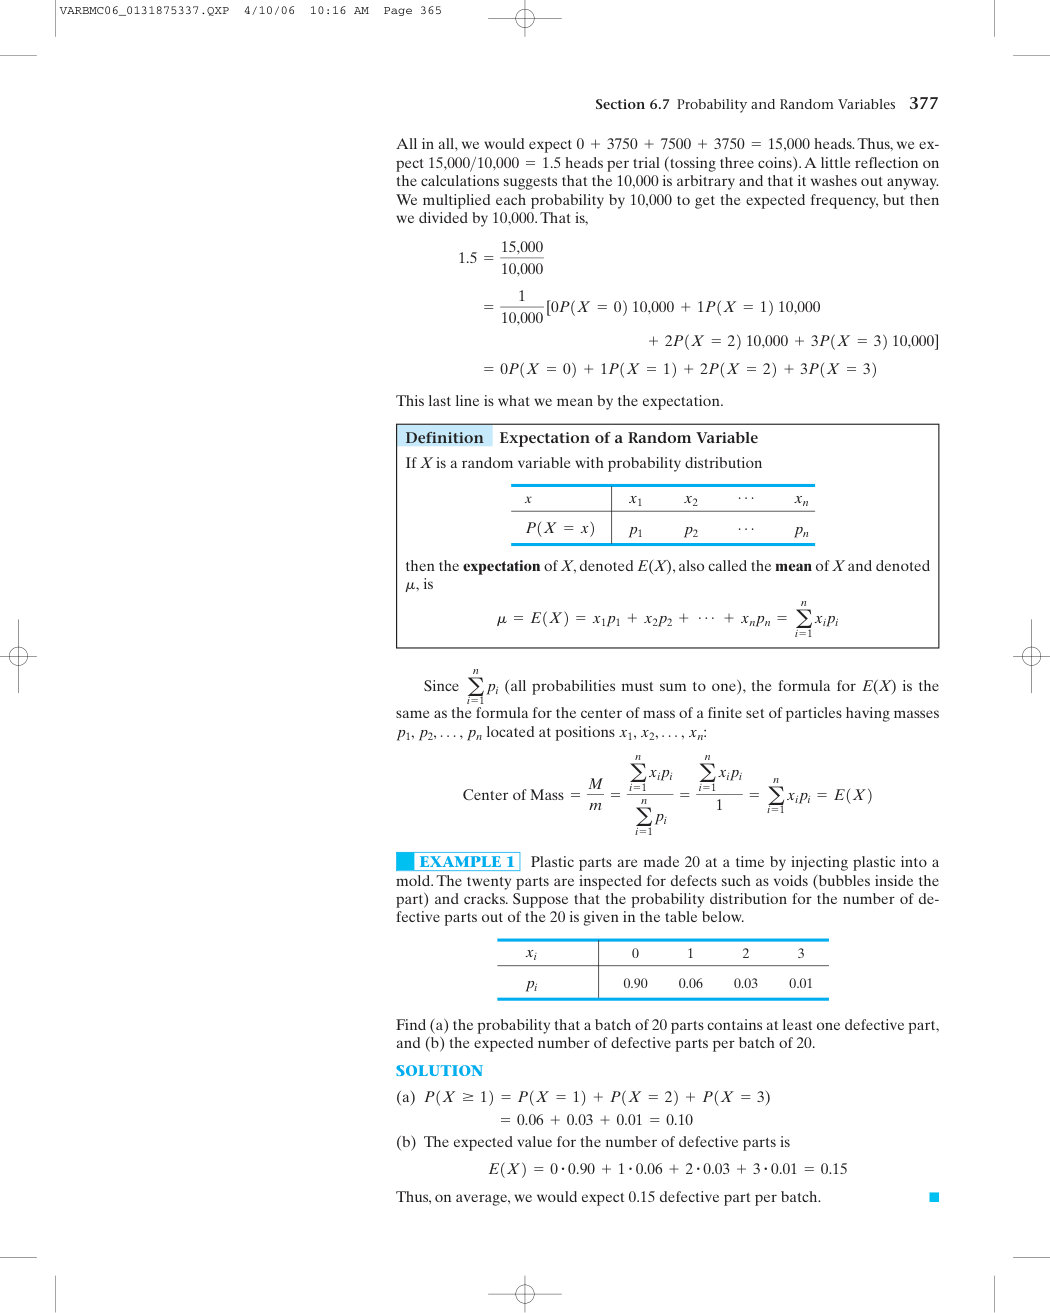 VARBMC06_0131875337.QXP 4/10/06 10:16 AM Page 365
Section 6.7 Probability and Random Variables 377
All in all, we would expect 0 + 3750 + 7500 + 3750 = 15,000 heads. Thus, we ex-
pect 15,000/10,000 = 1.5 heads per trial (tossing three coins). A little reflection on
the calculations suggests that the 10,000 is arbitrary and that it washes out anyway.
We multiplied each probability by 10,000 to get the expected frequency, but then
we divided by 10,000. That is,
1.5 = 15,000/10,000
= 1/10,000 [0P(X = 0) 10,000 + 1P(X = 1) 10,000
+ 2P(X = 2) 10,000 + 3P(X = 3) 10,000]
= 0P(X = 0) + 1P(X = 1) + 2P(X = 2) + 3P(X = 3)
This last line is what we mean by the expectation.
Definition Expectation of a Random Variable
If X is a random variable with probability distribution
x x₁ x₂ ⋯ xₙ
P(X = x) p₁ p₂ ⋯ pₙ
then the expectation of X, denoted E(X), also called the mean of X and denoted
μ, is
μ = E(X) = x₁p₁ + x₂p₂ + ⋯ + xₙpₙ = ∑ᵢ₌₁ⁿ xᵢpᵢ
Since ∑ᵢ₌₁ⁿ pᵢ (all probabilities must sum to one), the formula for E(X) is the
same as the formula for the center of mass of a finite set of particles having masses
p₁, p₂, . . . , pₙ located at positions x₁, x₂, . . . , xₙ:
Center of Mass = M/m = ∑ᵢ₌₁ⁿ xᵢpᵢ / ∑ᵢ₌₁ⁿ pᵢ = ∑ᵢ₌₁ⁿ xᵢpᵢ / 1 = ∑ᵢ₌₁ⁿ xᵢpᵢ = E(X)
EXAMPLE 1 Plastic parts are made 20 at a time by injecting plastic into a
mold. The twenty parts are inspected for defects such as voids (bubbles inside the
part) and cracks. Suppose that the probability distribution for the number of de-
fective parts out of the 20 is given in the table below.
xᵢ 0 1 2 3
pᵢ 0.90 0.06 0.03 0.01
Find (a) the probability that a batch of 20 parts contains at least one defective part,
and (b) the expected number of defective parts per batch of 20.
SOLUTION
(a) P(X ≥ 1) = P(X = 1) + P(X = 2) + P(X = 3)
= 0.06 + 0.03 + 0.01 = 0.10
(b) The expected value for the number of defective parts is
E(X) = 0·0.90 + 1·0.06 + 2·0.03 + 3·0.01 = 0.15
Thus, on average, we would expect 0.15 defective part per batch.